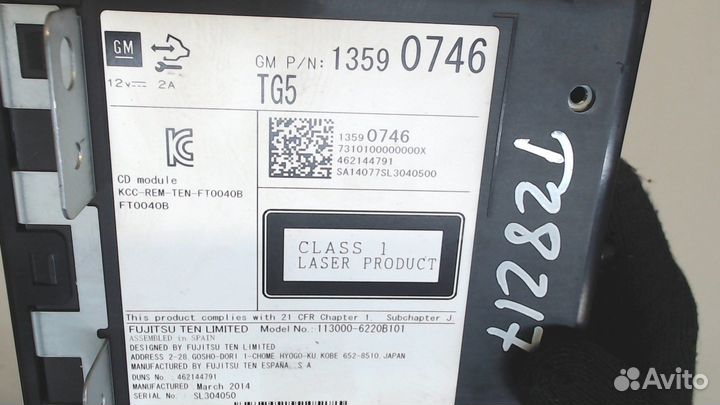 GM
GM P/N: 1359 0746
12V 2A
TG5
1359 0746
7310100000000X
462144791
SA14077SL3040500
CD module
KCC-REM-TEN-FT0040B
FT0040B
CLASS 1
LASER PRODUCT
This product complies with 21 CFR Chapter 1. Subchapter J.
FUJITSU TEN LIMITED Model No.: 113000-6220B101
ASSEMBLED in SPAIN
DESIGNED BY FUJITSU TEN LIMITED
ADDRESS 2-28, GOSHO-DORI 1-CHOME HYOGO-KU, KOBE 652-8510, JAPAN
MANUFACTURED BY FUJITSU TEN ESPAÑA, S.A
DUNS No. 462144791
MANUFACTURED: March 2014
SERIAL No.: SL304050
Avito